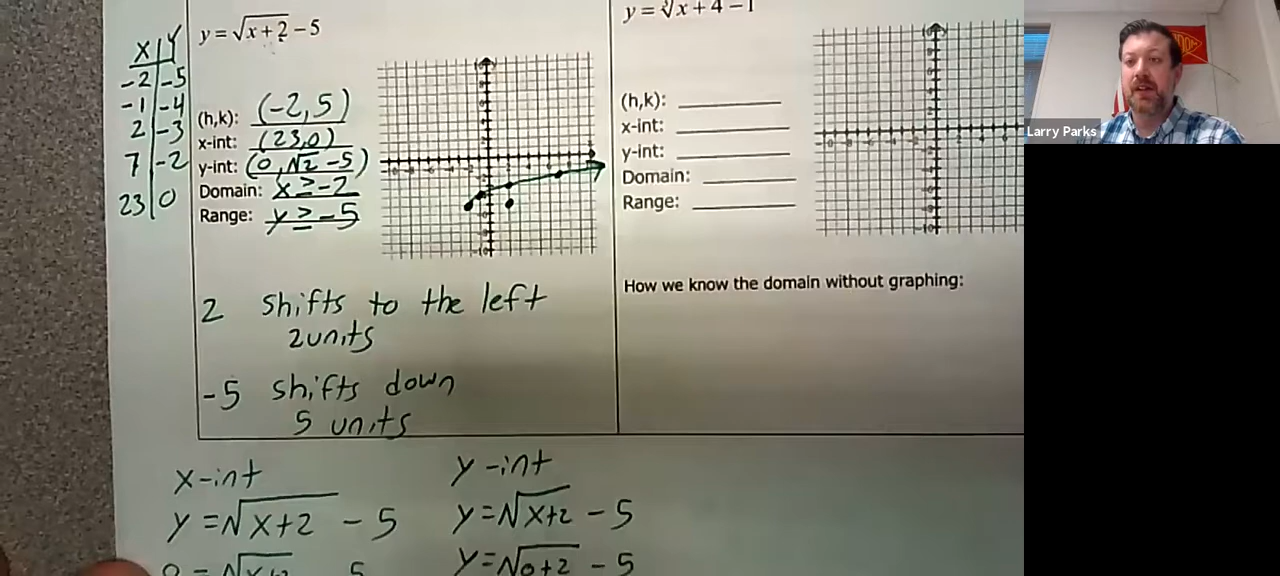 y = √x+2 - 5
X | Y
-2 | -5
-1 | -4
2 | -3
7 | -2
23 | 0
(h,k): (-2,5)
x-int: (23,0)
y-int: (0, √2 -5)
Domain: x ≥ -2
Range: y ≥ -5
2 shifts to the left
2units
-5 shifts down
5 units
x-int
y = √x+2 - 5
0 = √x+2 - 5
y-int
y = √x+2 - 5
y = √0+2 - 5
y = ∛x + 4 - 1
(h,k):
x-int:
y-int:
Domain:
Range:
How we know the domain without graphing:
Larry Parks